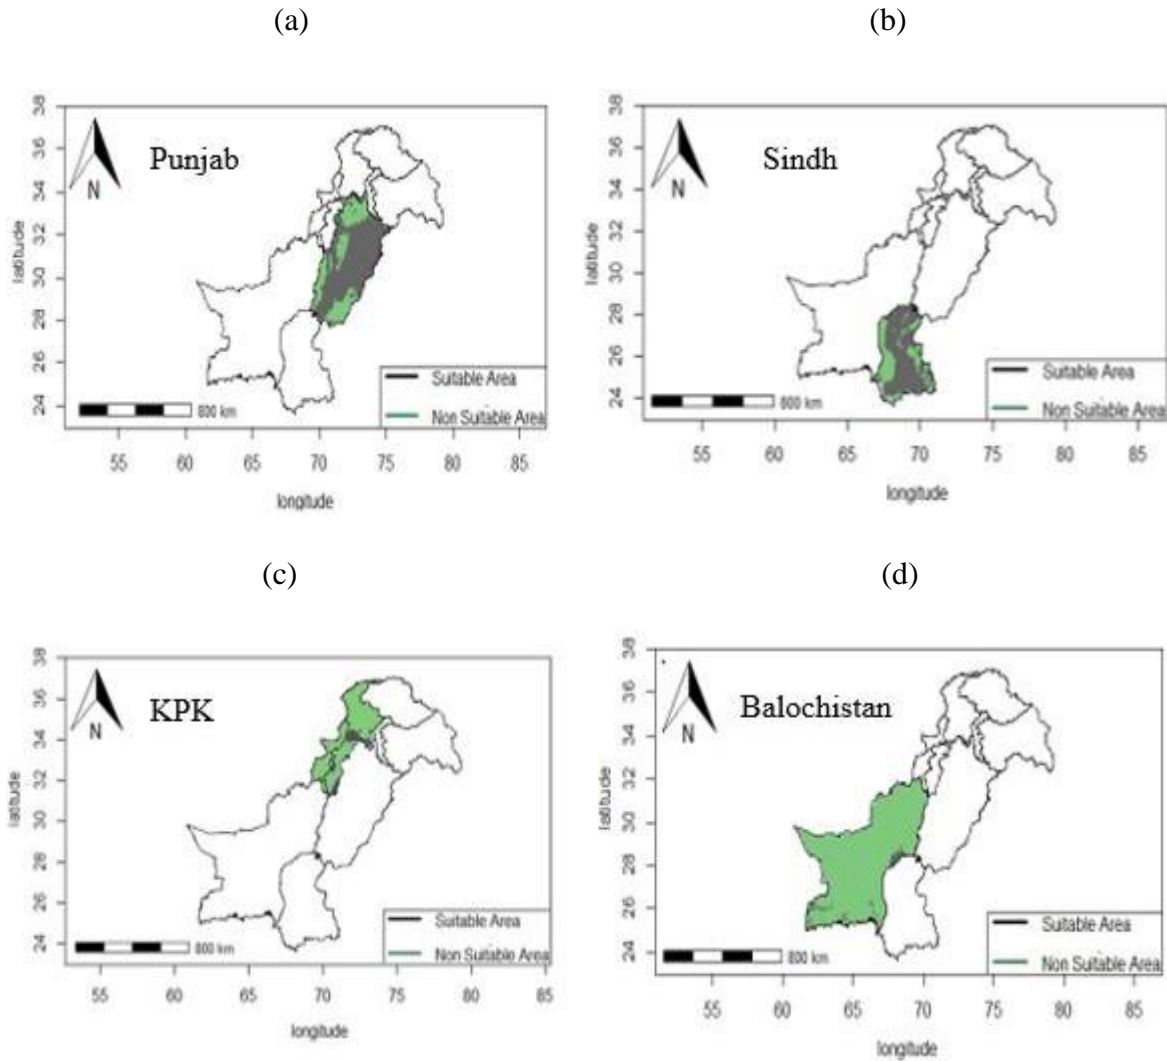 (a)
(b)
38
36
34
32
30
28
26
24
latitude
N
Punjab
Suitable Area
Non Suitable Area
800 km
55 60 65 70 75 80 85
longitude
38
36
34
32
30
28
26
24
latitude
N
Sindh
Suitable Area
Non Suitable Area
800 km
55 60 65 70 75 80 85
longitude
(c)
(d)
38
36
34
32
30
28
26
24
latitude
N
KPK
Suitable Area
Non Suitable Area
800 km
55 60 65 70 75 80 85
longitude
38
36
34
32
30
28
26
24
latitude
N
Balochistan
Suitable Area
Non Suitable Area
800 km
55 60 65 70 75 80 85
longitude